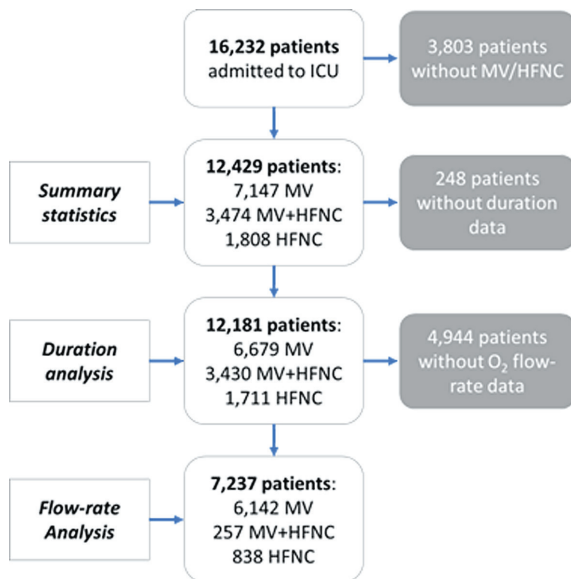 16,232 patients
admitted to ICU
3,803 patients
without MV/HFNC
Summary
statistics
12,429 patients:
7,147 MV
3,474 MV+HFNC
1,808 HFNC
248 patients
without duration
data
Duration
analysis
12,181 patients:
6,679 MV
3,430 MV+HFNC
1,711 HFNC
4,944 patients
without O₂ flow-
rate data
Flow-rate
Analysis
7,237 patients:
6,142 MV
257 MV+HFNC
838 HFNC